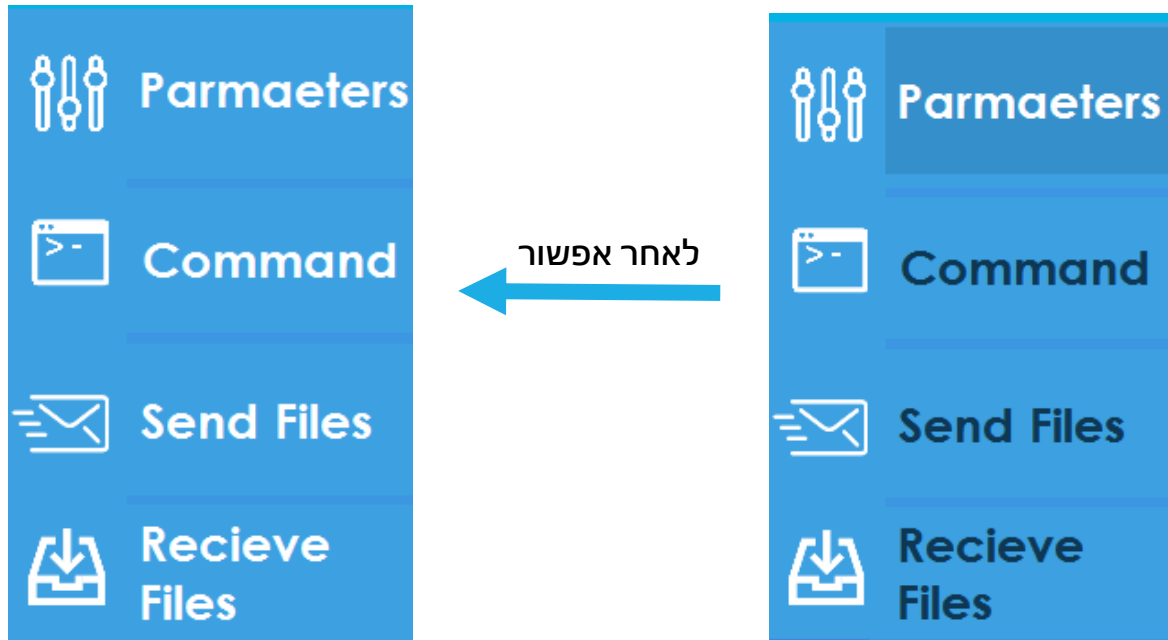 Parmaeters
Command
Send Files
Recieve
Files
לאחר אפשור
Parmaeters
Command
Send Files
Recieve
Files